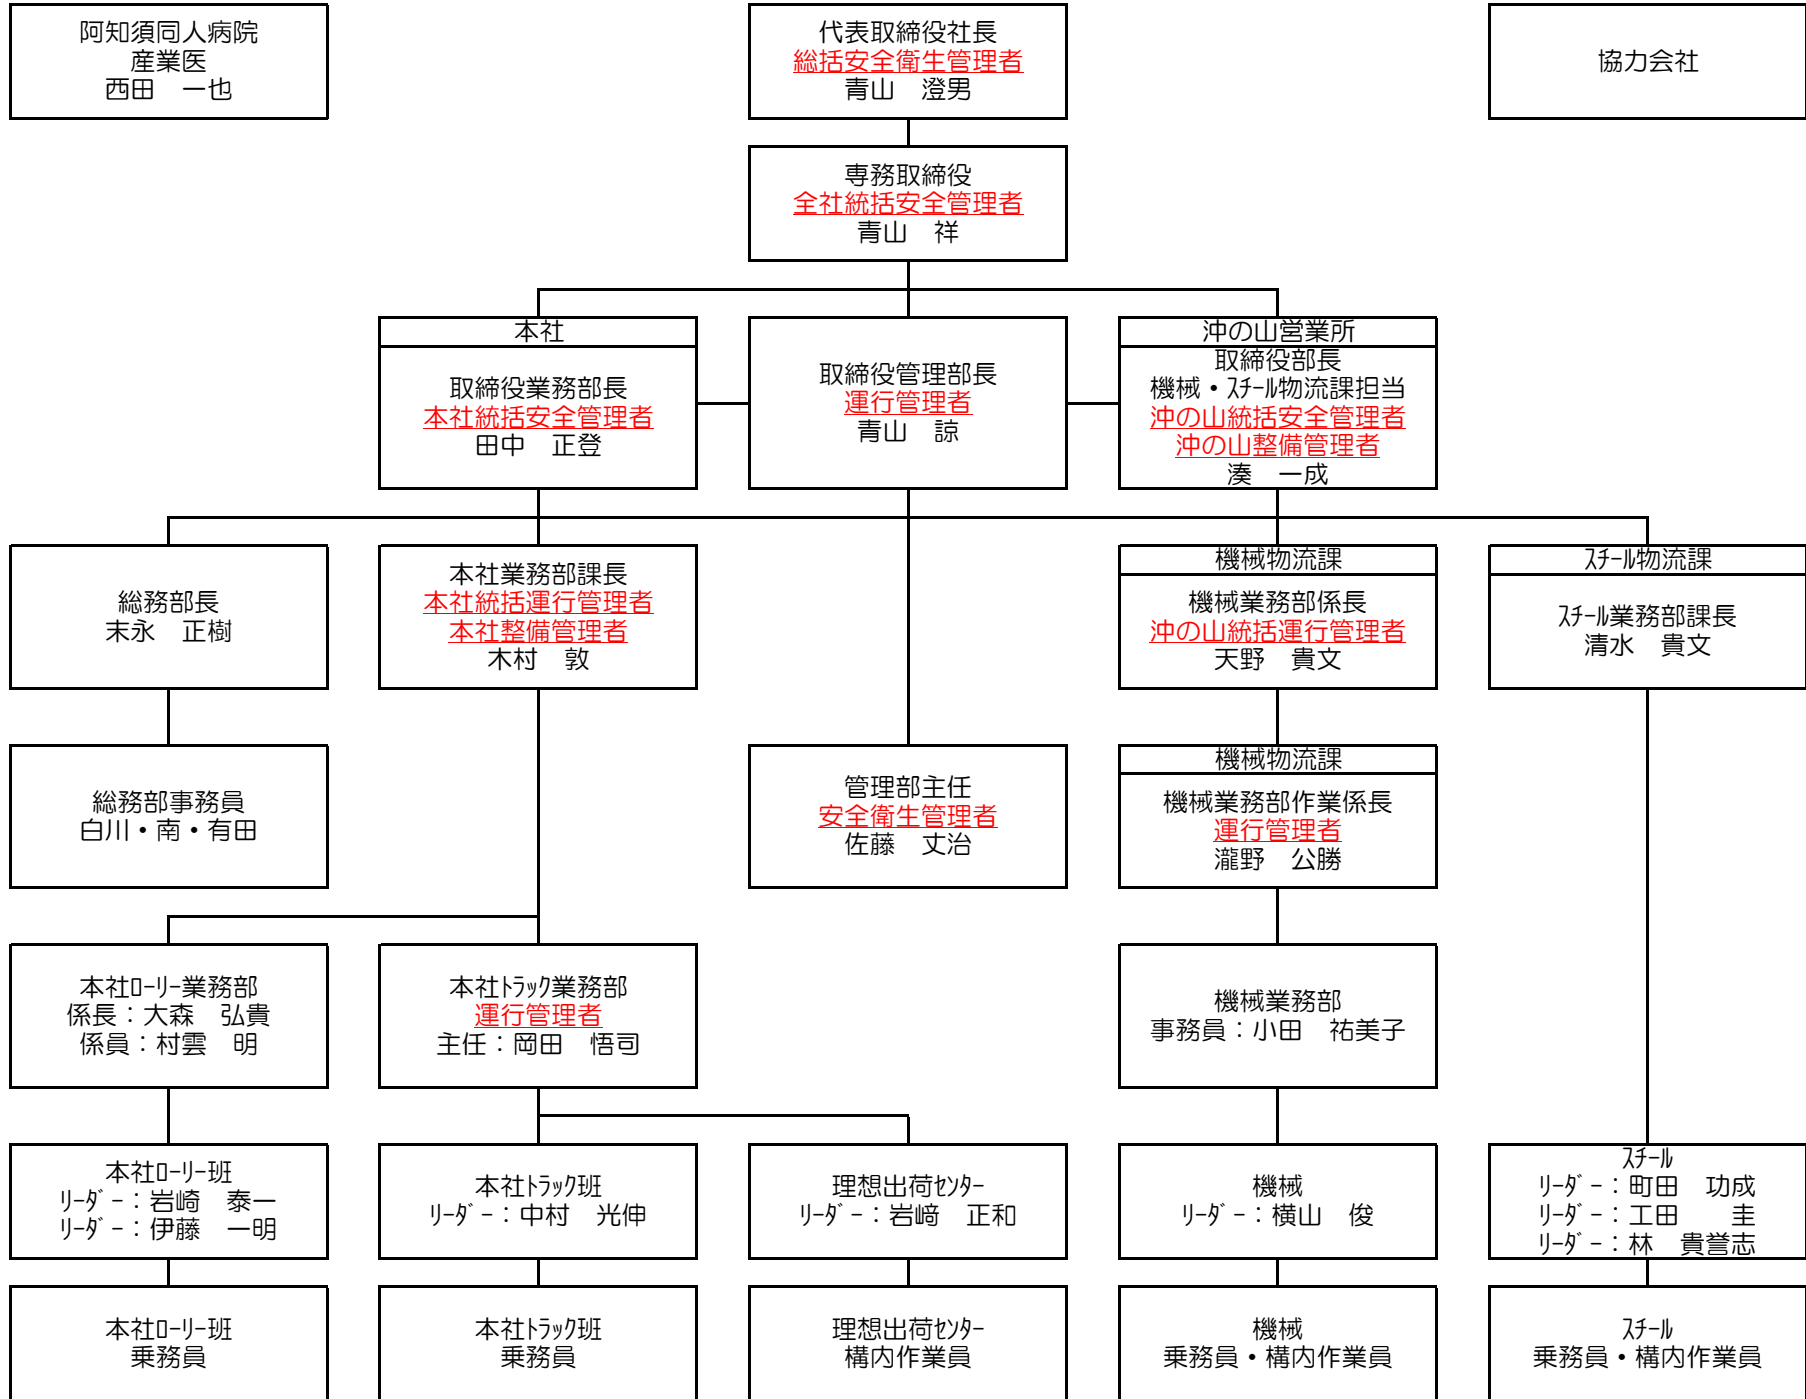 阿知須同人病院
産業医
西田　一也
代表取締役社長
総括安全衛生管理者
青山　澄男
協力会社
専務取締役
全社統括安全管理者
青山　祥
本社
取締役業務部長
本社統括安全管理者
田中　正登
取締役管理部長
運行管理者
青山　諒
沖の山営業所
取締役部長
機械・ｽﾁｰﾙ物流課担当
沖の山統括安全管理者
沖の山整備管理者
湊　一成
総務部長
末永　正樹
本社業務部課長
本社統括運行管理者
本社整備管理者
木村　敦
機械物流課
機械業務部係長
沖の山統括運行管理者
天野　貴文
ｽﾁｰﾙ物流課
ｽﾁｰﾙ業務部課長
清水　貴文
総務部事務員
白川・南・有田
管理部主任
安全衛生管理者
佐藤　丈治
機械物流課
機械業務部作業係長
運行管理者
瀧野　公勝
本社ﾛｰﾘｰ業務部
係長：大森　弘貴
係員：村雲　明
本社ﾄﾗｯｸ業務部
運行管理者
主任：岡田　悟司
機械業務部
事務員：小田　祐美子
本社ﾛｰﾘｰ班
ﾘｰﾀﾞｰ：岩崎　泰一
ﾘｰﾀﾞｰ：伊藤　一明
本社ﾄﾗｯｸ班
ﾘｰﾀﾞｰ：中村　光伸
理想出荷ｾﾝﾀｰ
ﾘｰﾀﾞｰ：岩﨑　正和
機械
ﾘｰﾀﾞｰ：横山　俊
ｽﾁｰﾙ
ﾘｰﾀﾞｰ：町田　功成
ﾘｰﾀﾞｰ：工田　　圭
ﾘｰﾀﾞｰ：林　貴誉志
本社ﾛｰﾘｰ班
乗務員
本社ﾄﾗｯｸ班
乗務員
理想出荷ｾﾝﾀｰ
構内作業員
機械
乗務員・構内作業員
ｽﾁｰﾙ
乗務員・構内作業員